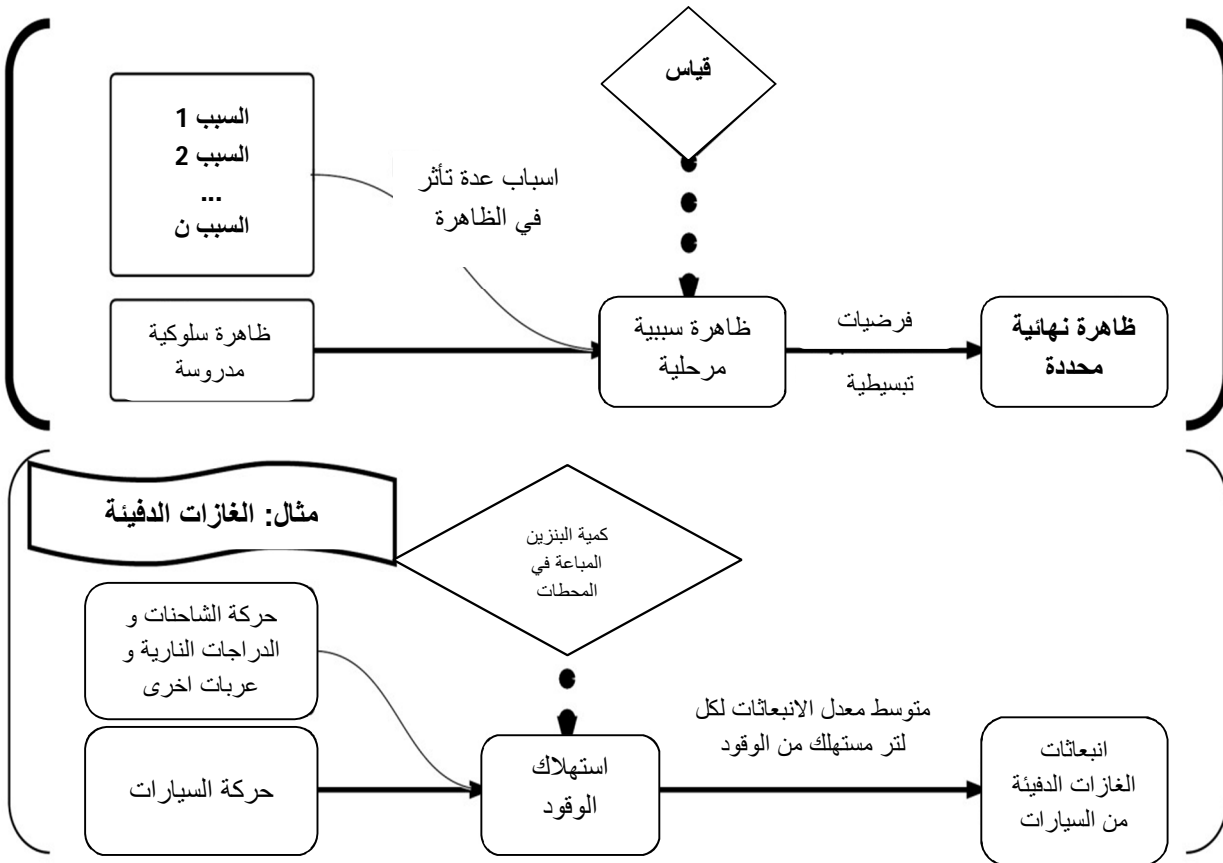 قياس
السبب 1
السبب 2
...
السبب ن
اسباب عدة تأثر
في الظاهرة
ظاهرة سلوكية
مدروسة
ظاهرة سببية
مرحلية
فرضيات
تبسيطية
ظاهرة نهائية
محددة
مثال: الغازات الدفيئة
كمية البنزين
المباعة في
المحطات
حركة الشاحنات و
الدراجات النارية و
عربات اخرى
حركة السيارات
استهلاك
الوقود
متوسط معدل الانبعاثات لكل
لتر مستهلك من الوقود
انبعاثات
الغازات الدفيئة
من السيارات